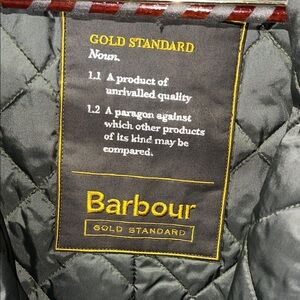 GOLD STANDARD
Noun.
1.1 A product of
unrivalled quality
1.2 A paragon against
which other products
of its kind may be
compared.
Barbour
GOLD STANDARD